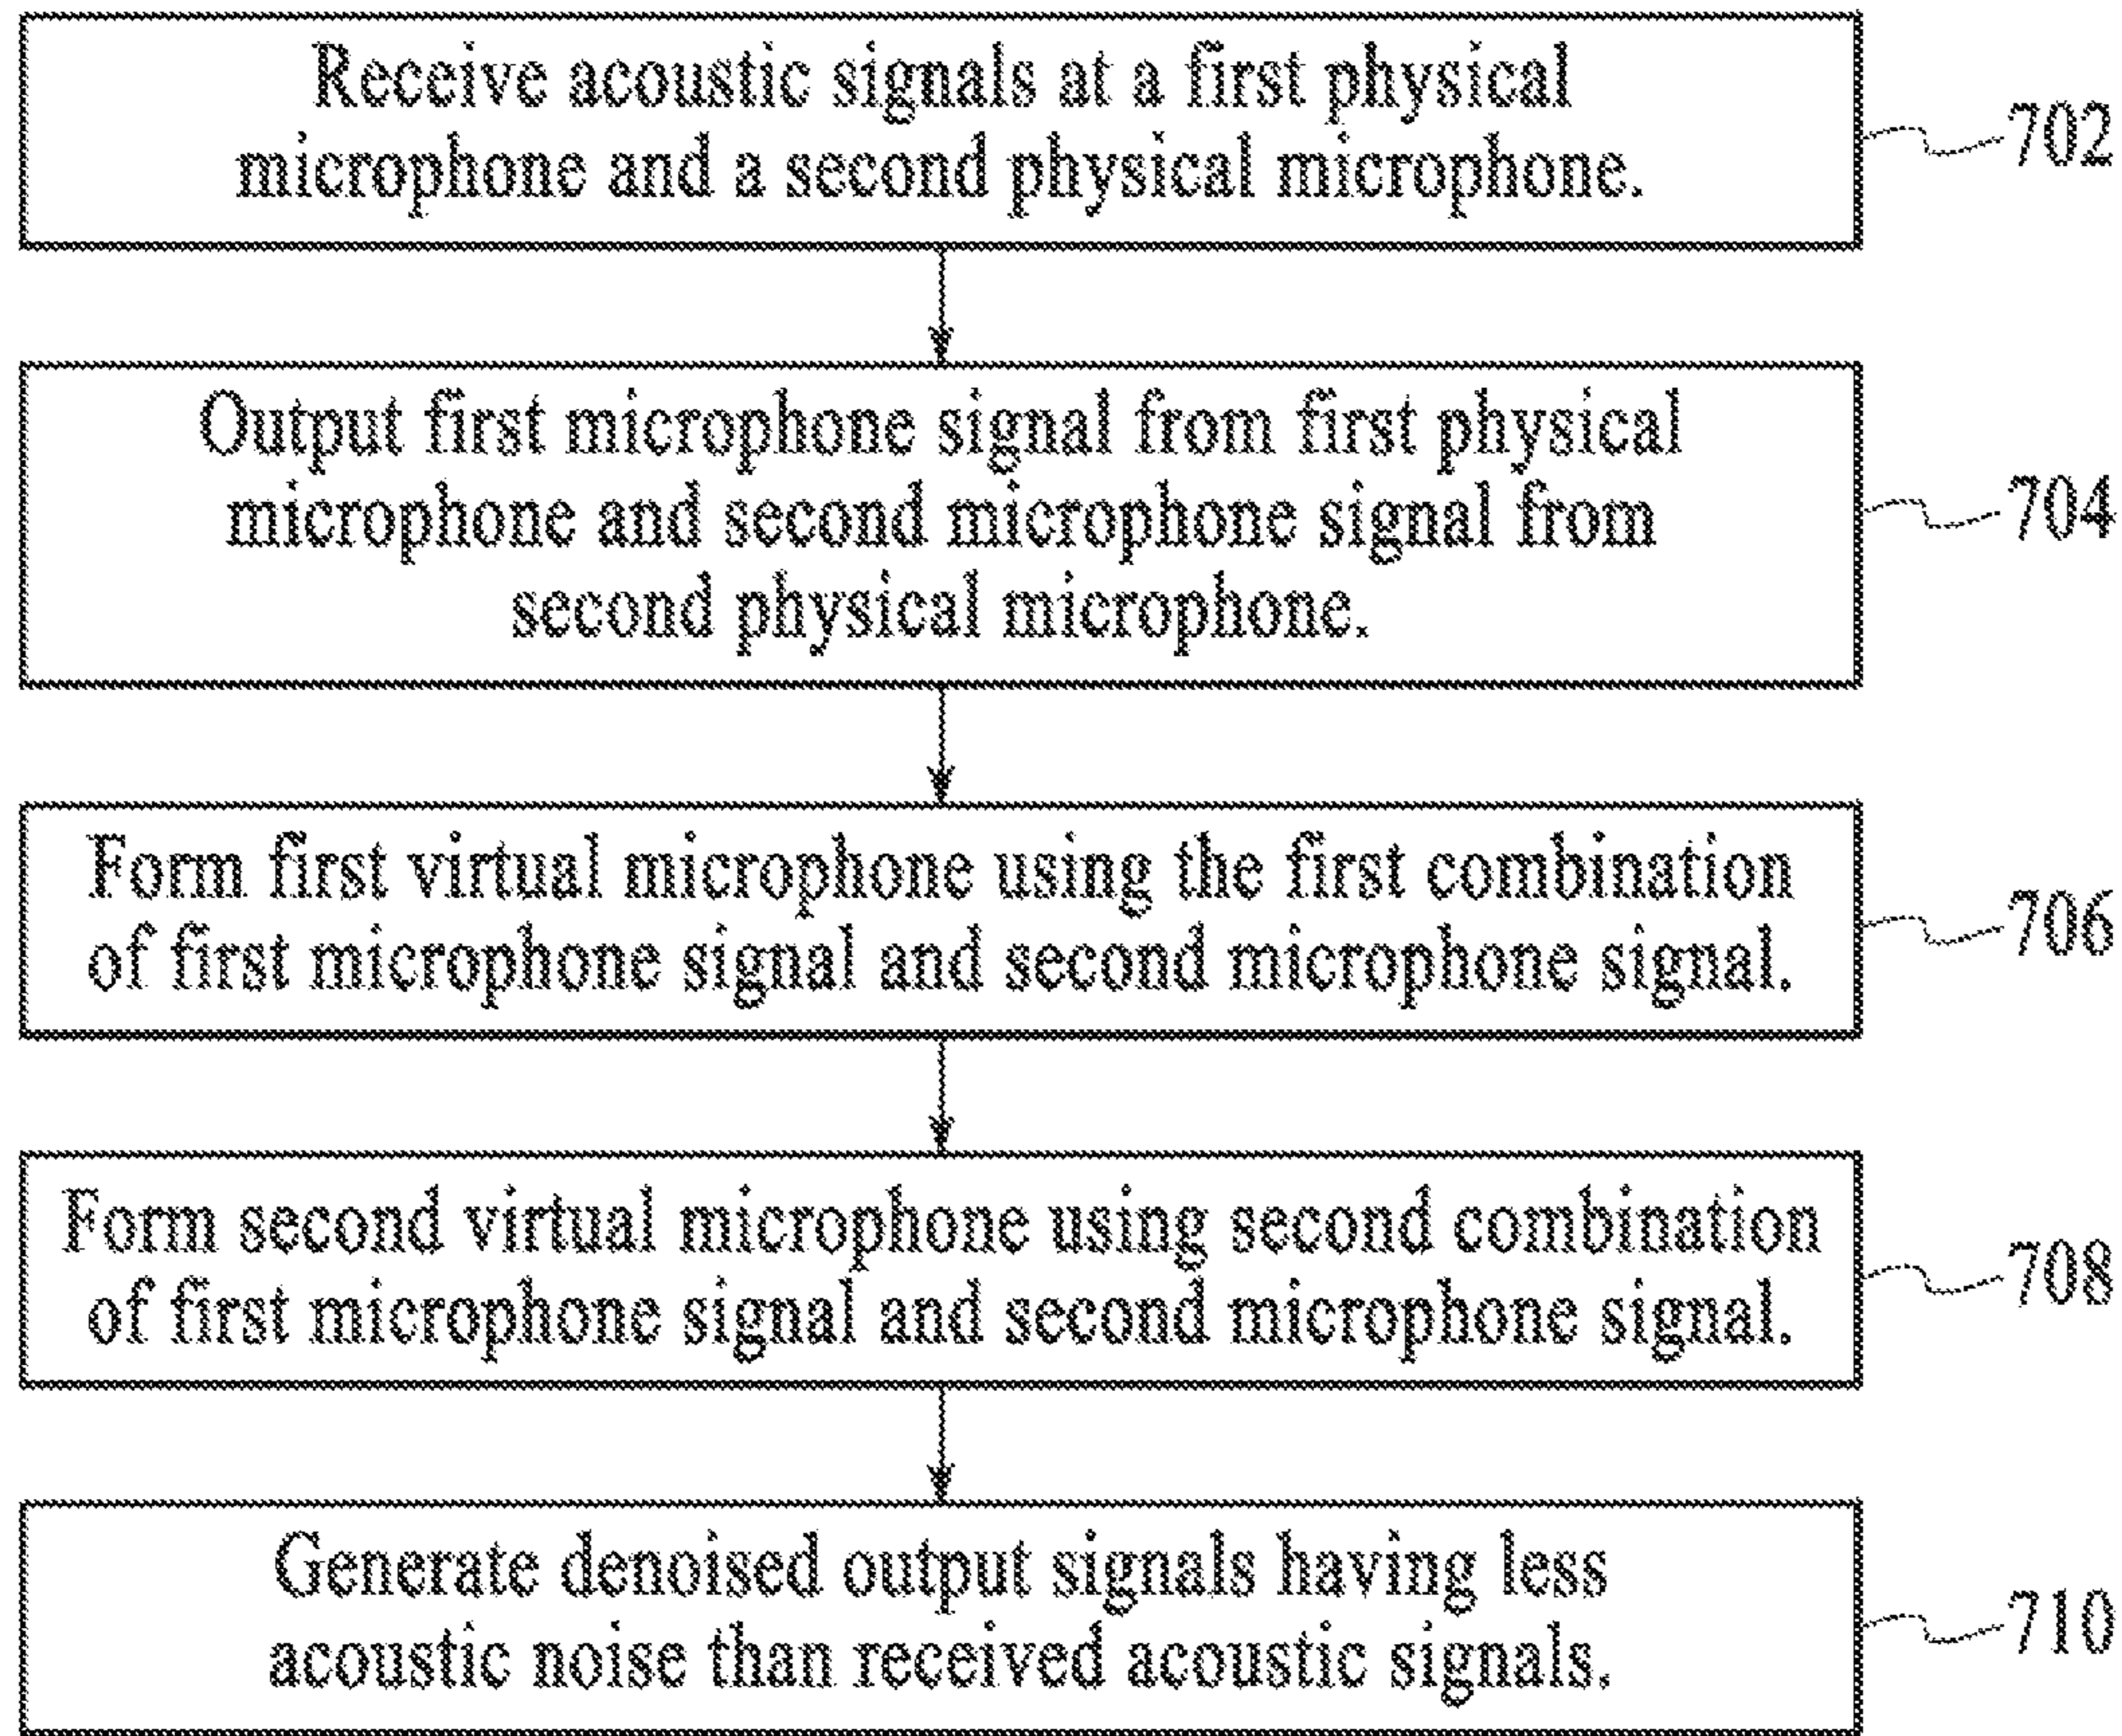 Receive acoustic signals at a first physical
microphone and a second physical microphone.
702
Output first microphone signal from first physical
microphone and second microphone signal from
second physical microphone.
704
Form first virtual microphone using the first combination
of first microphone signal and second microphone signal.
706
Form second virtual microphone using second combination
of first microphone signal and second microphone signal.
708
Generate denoised output signals having less
acoustic noise than received acoustic signals.
710